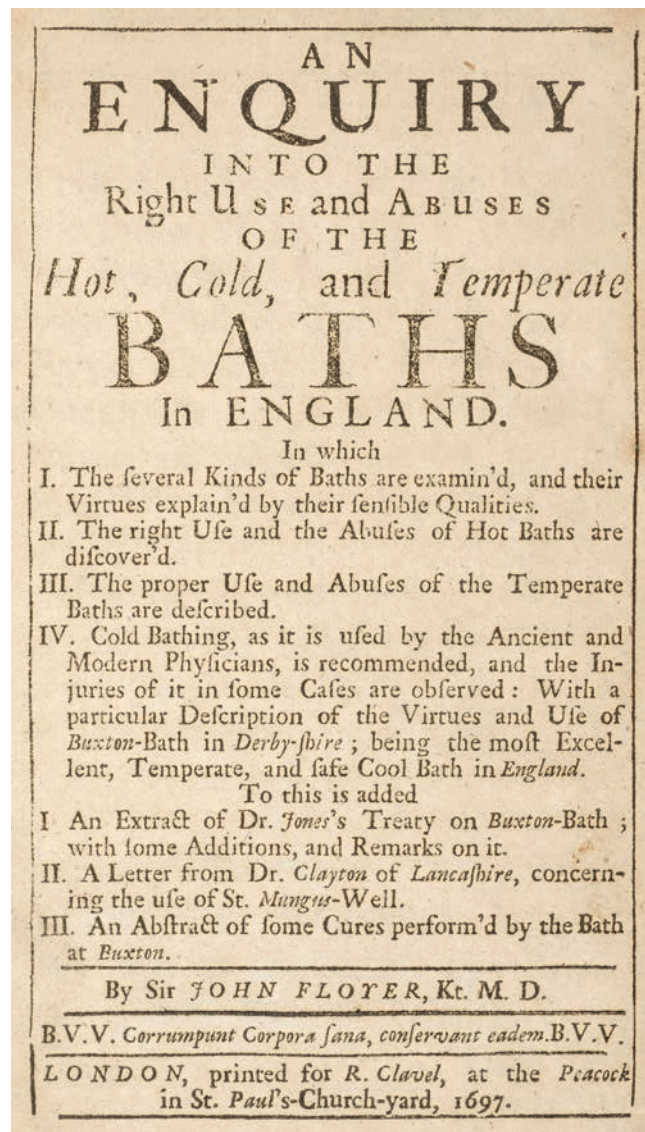 AN
ENQUIRY
INTO THE
Right USE and ABUSES
OF THE
Hot, Cold, and Temperate
BATHS
In ENGLAND.
In which
I. The ſeveral Kinds of Baths are examin'd, and their
Virtues explain'd by their ſenſible Qualities.
II. The right Uſe and the Abuſes of Hot Baths are
diſcover'd.
III. The proper Uſe and Abuſes of the Temperate
Baths are deſcribed.
IV. Cold Bathing, as it is uſed by the Ancient and
Modern Phyſicians, is recommended, and the In-
juries of it in ſome Caſes are obſerved : With a
particular Deſcription of the Virtues and Uſe of
Buxton-Bath in Derby-ſhire ; being the moſt Excel-
lent, Temperate, and ſafe Cool Bath in England.
To this is added
I An Extract of Dr. Jones's Treaty on Buxton-Bath ;
with ſome Additions, and Remarks on it.
II. A Letter from Dr. Clayton of Lancaſhire, concern-
ing the uſe of St. Mungus-Well.
III. An Abſtract of ſome Cures perform'd by the Bath
at Buxton.
By Sir JOHN FLOYER, Kt. M. D.
B.V.V. Corrumpunt Corpora ſana, conſervant eadem.B.V.V.
LONDON, printed for R. Clavel, at the Peacock
in St. Paul's-Church-yard, 1697.